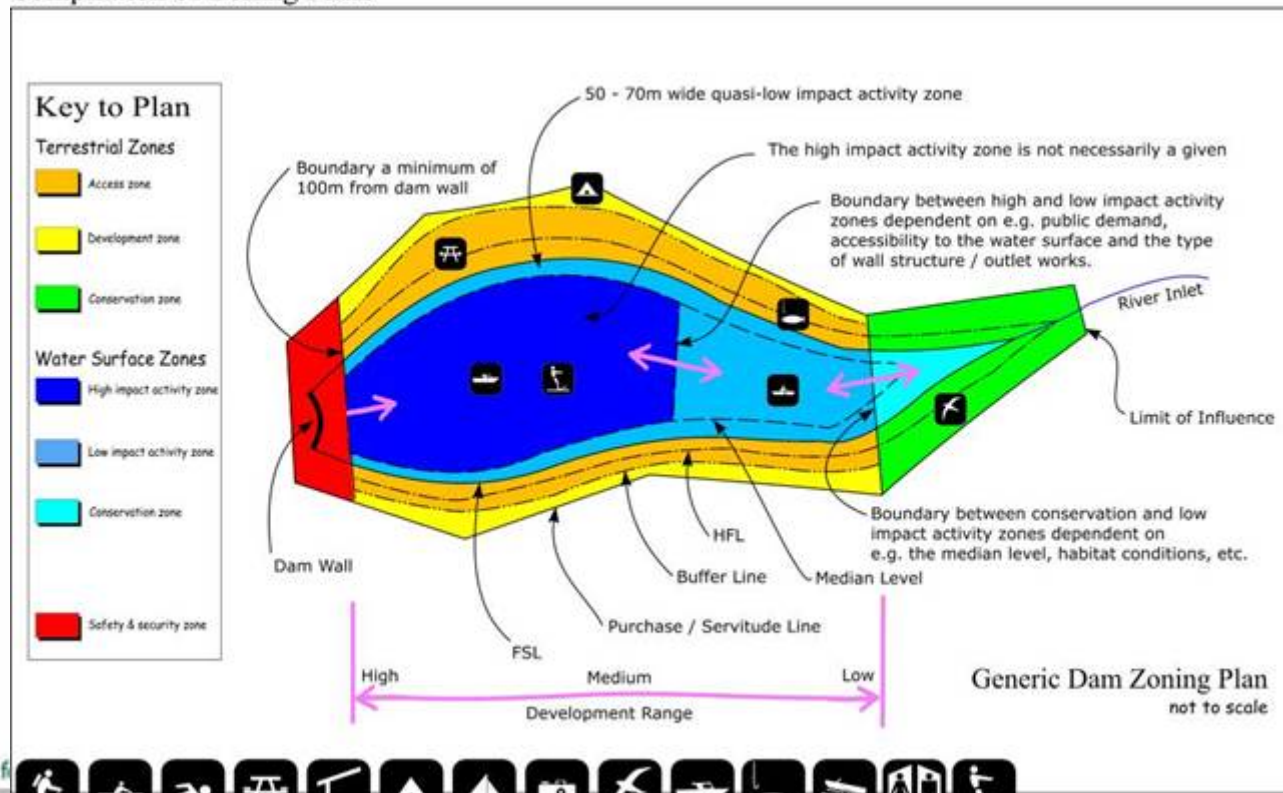 Key to Plan
Terrestrial Zones
Access zone
Development zone
Conservation zone
Water Surface Zones
High impact activity zone
Low impact activity zone
Conservation zone
Safety & security zone
50 - 70m wide quasi-low impact activity zone
The high impact activity zone is not necessarily a given
Boundary a minimum of
100m from dam wall
Boundary between high and low impact activity
zones dependent on e.g. public demand,
accessibility to the water surface and the type
of wall structure / outlet works.
River Inlet
Limit of Influence
Boundary between conservation and low
impact activity zones dependent on
e.g. the median level, habitat conditions, etc.
HFL
Dam Wall
Buffer Line
Median Level
Purchase / Servitude Line
FSL
High
Medium
Low
Development Range
Generic Dam Zoning Plan
not to scale